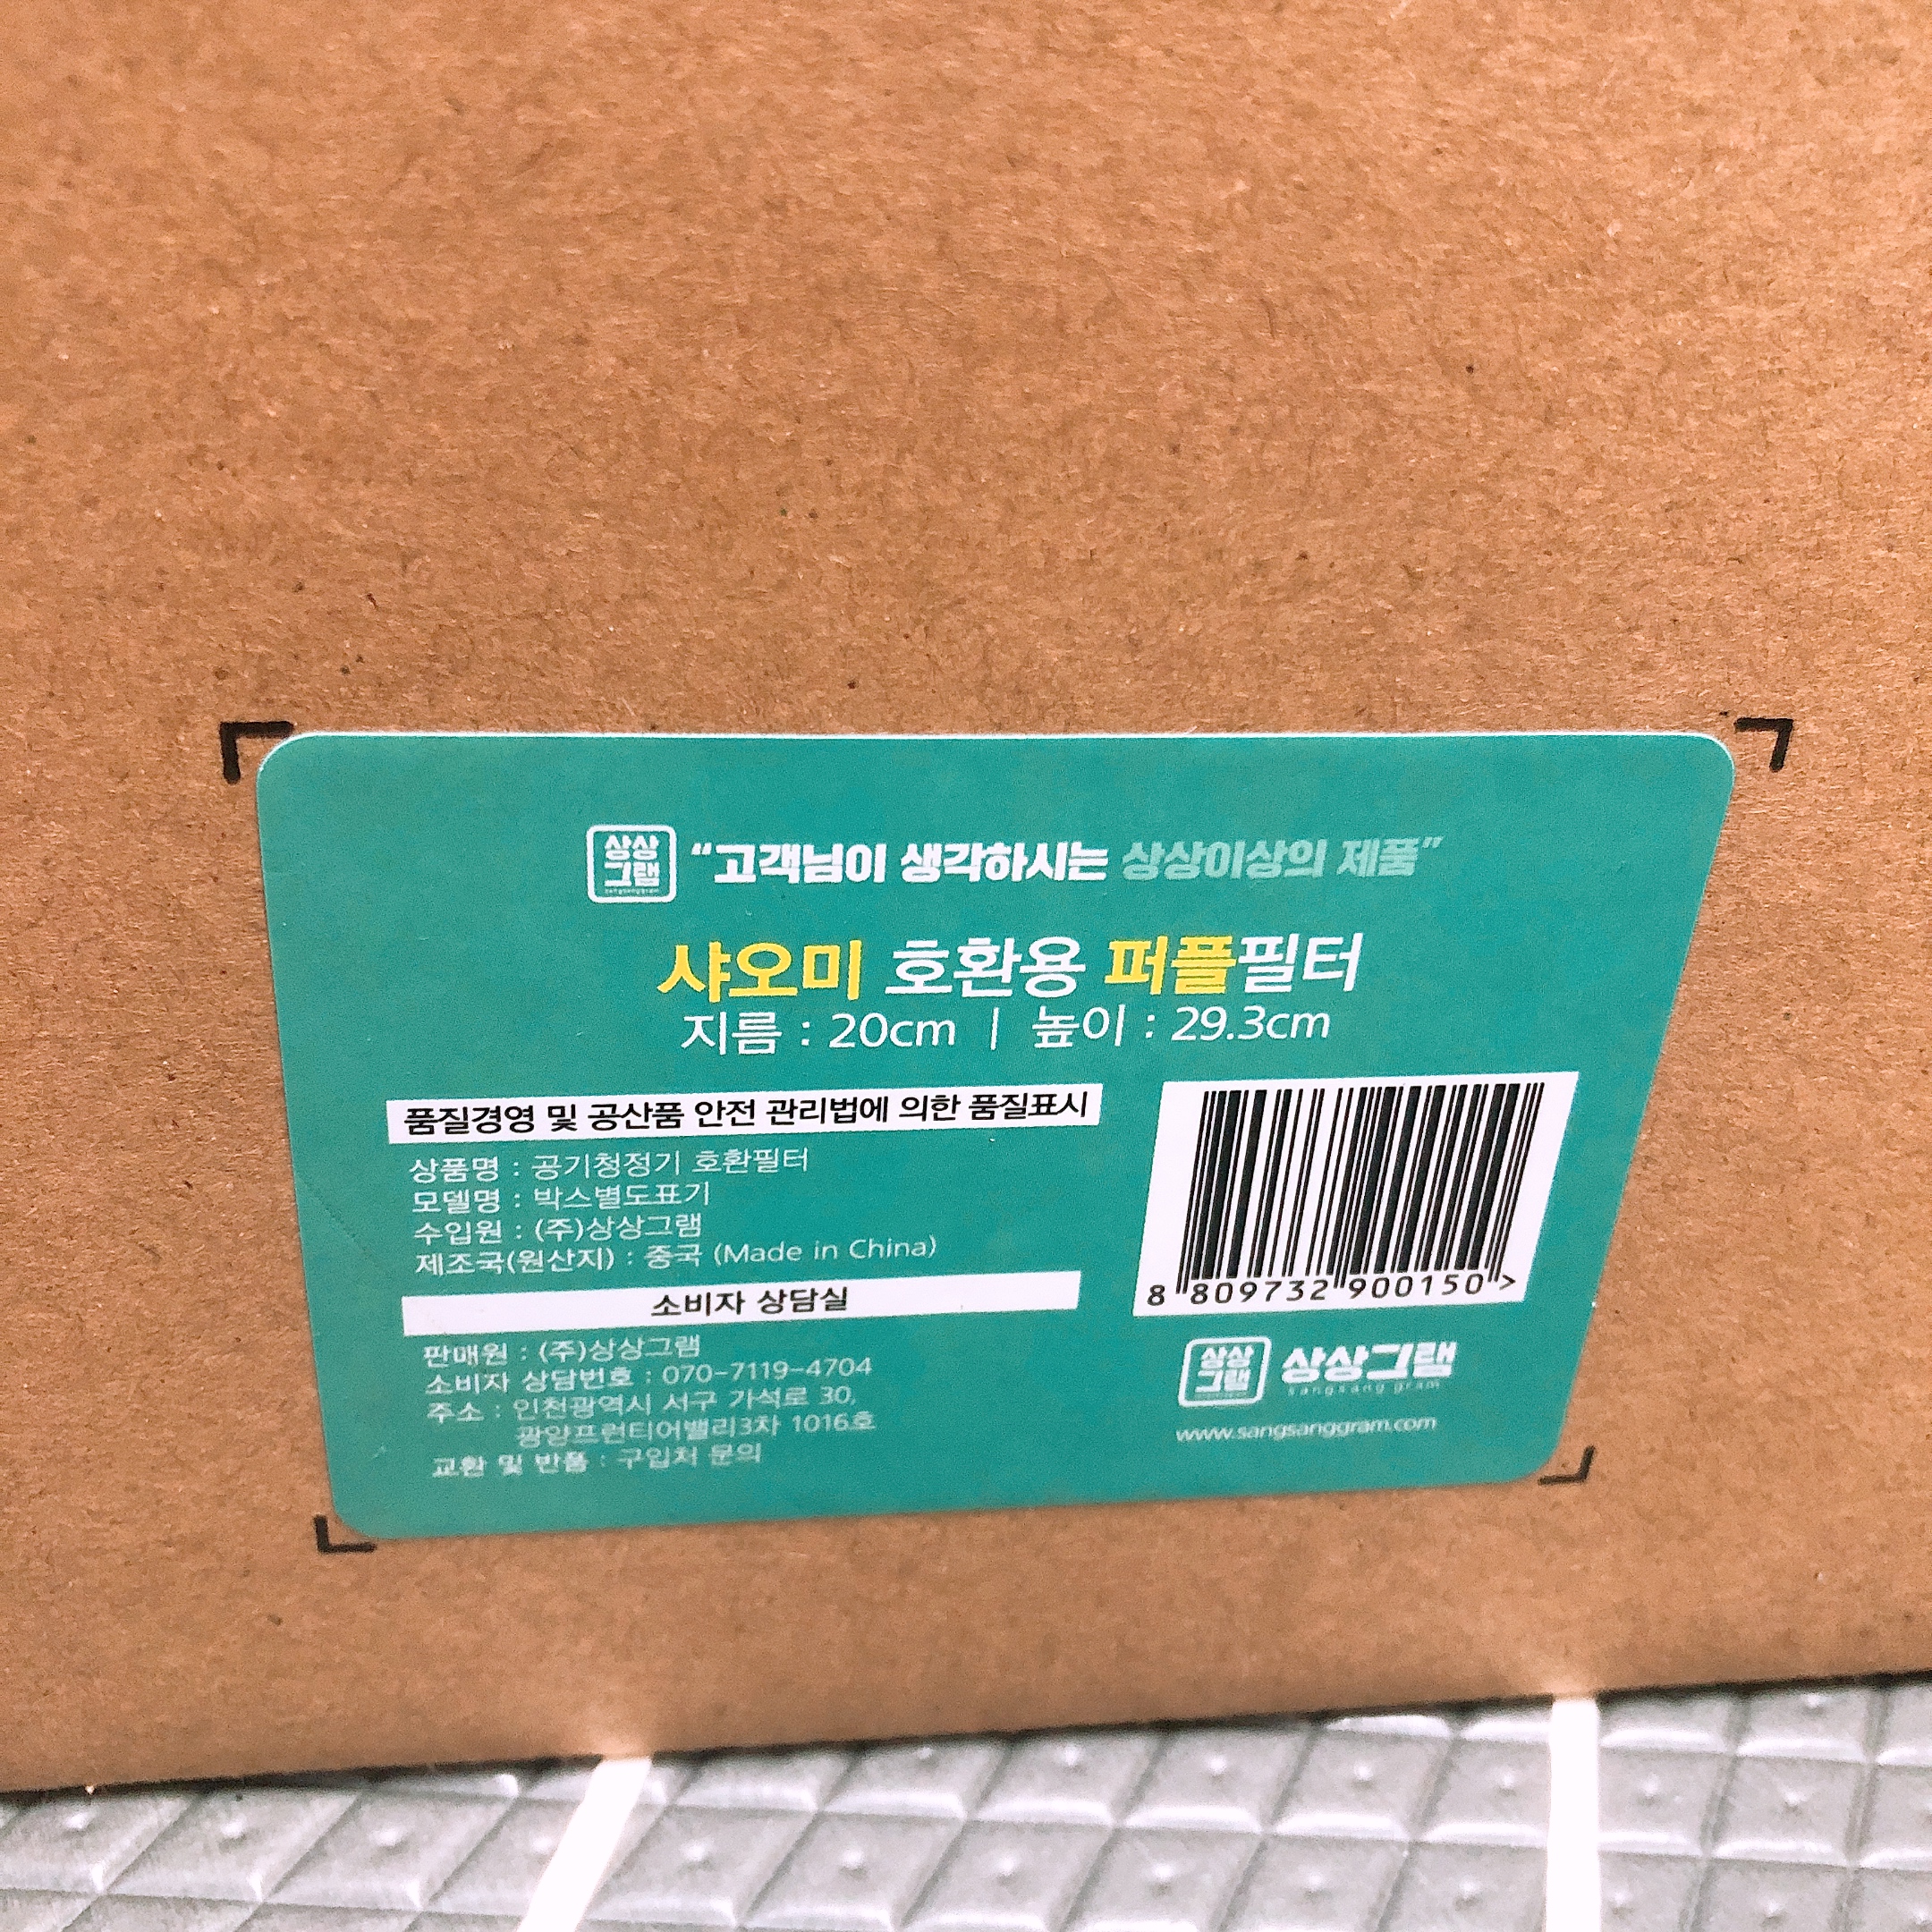 상상
그램
sangsanggram
“고객님이 생각하시는 상상이상의 제품”
샤오미 호환용 퍼플필터
지름 : 20cm | 높이 : 29.3cm
품질경영 및 공산품 안전 관리법에 의한 품질표시
상품명 : 공기청정기 호환필터
모델명 : 박스별도표기
수입원 : (주)상상그램
제조국(원산지) : 중국 (Made in China)
소비자 상담실
판매원 : (주)상상그램
소비자 상담번호 : 070-7119-4704
주소 : 인천광역시 서구 가석로 30,
광양프런티어밸리3차 1016호
교환 및 반품 : 구입처 문의
8 809732 900150 >
상상
그램
상상그램
sangsang gram
www.sangsanggram.com